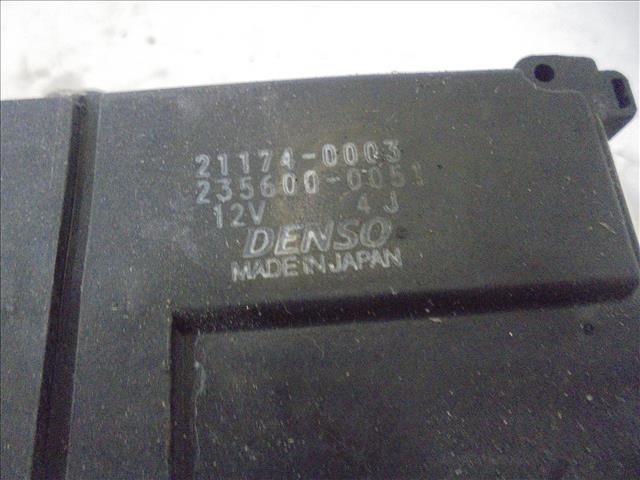 21174-0003
235600-0051
12V 4J
DENSO
MADE IN JAPAN